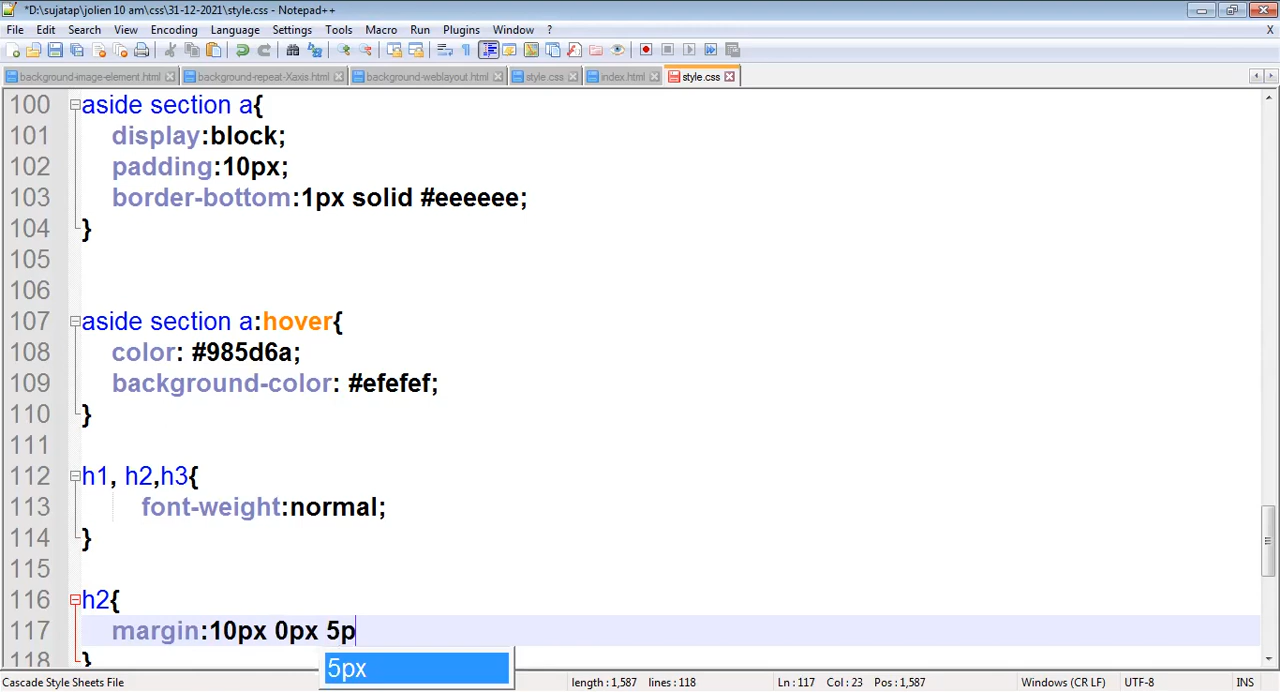 *D:\sujatap\jolien 10 am\css\31-12-2021\style.css - Notepad++
File Edit Search View Encoding Language Settings Tools Macro Run Plugins Window ? X
background-image-element.html background-repeat-Xaxis.html background-weblayout.html style.css index.html style.css
100 aside section a{
101 display:block;
102 padding:10px;
103 border-bottom:1px solid #eeeeee;
104 }
105
106
107 aside section a:hover{
108 color: #985d6a;
109 background-color: #efefef;
110 }
111
112 h1, h2,h3{
113 font-weight:normal;
114 }
115
116 h2{
117 margin:10px 0px 5p
118 }
5px
Cascade Style Sheets File length : 1,587 lines : 118 Ln : 117 Col : 23 Pos : 1,587 Windows (CR LF) UTF-8 INS